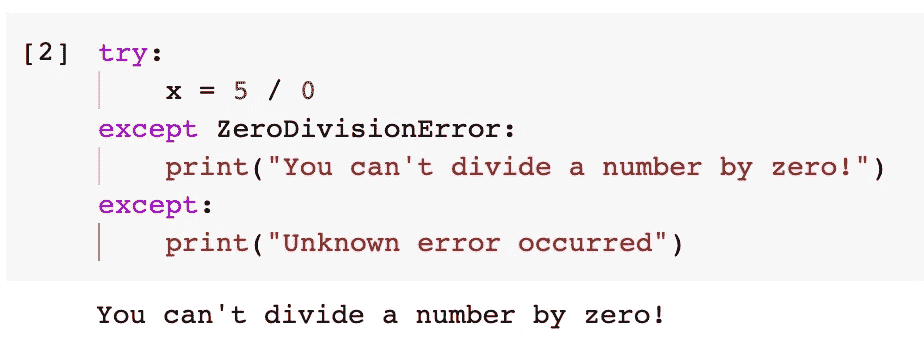 [2] try:
x = 5 / 0
except ZeroDivisionError:
print("You can't divide a number by zero!")
except:
print("Unknown error occurred")
You can't divide a number by zero!